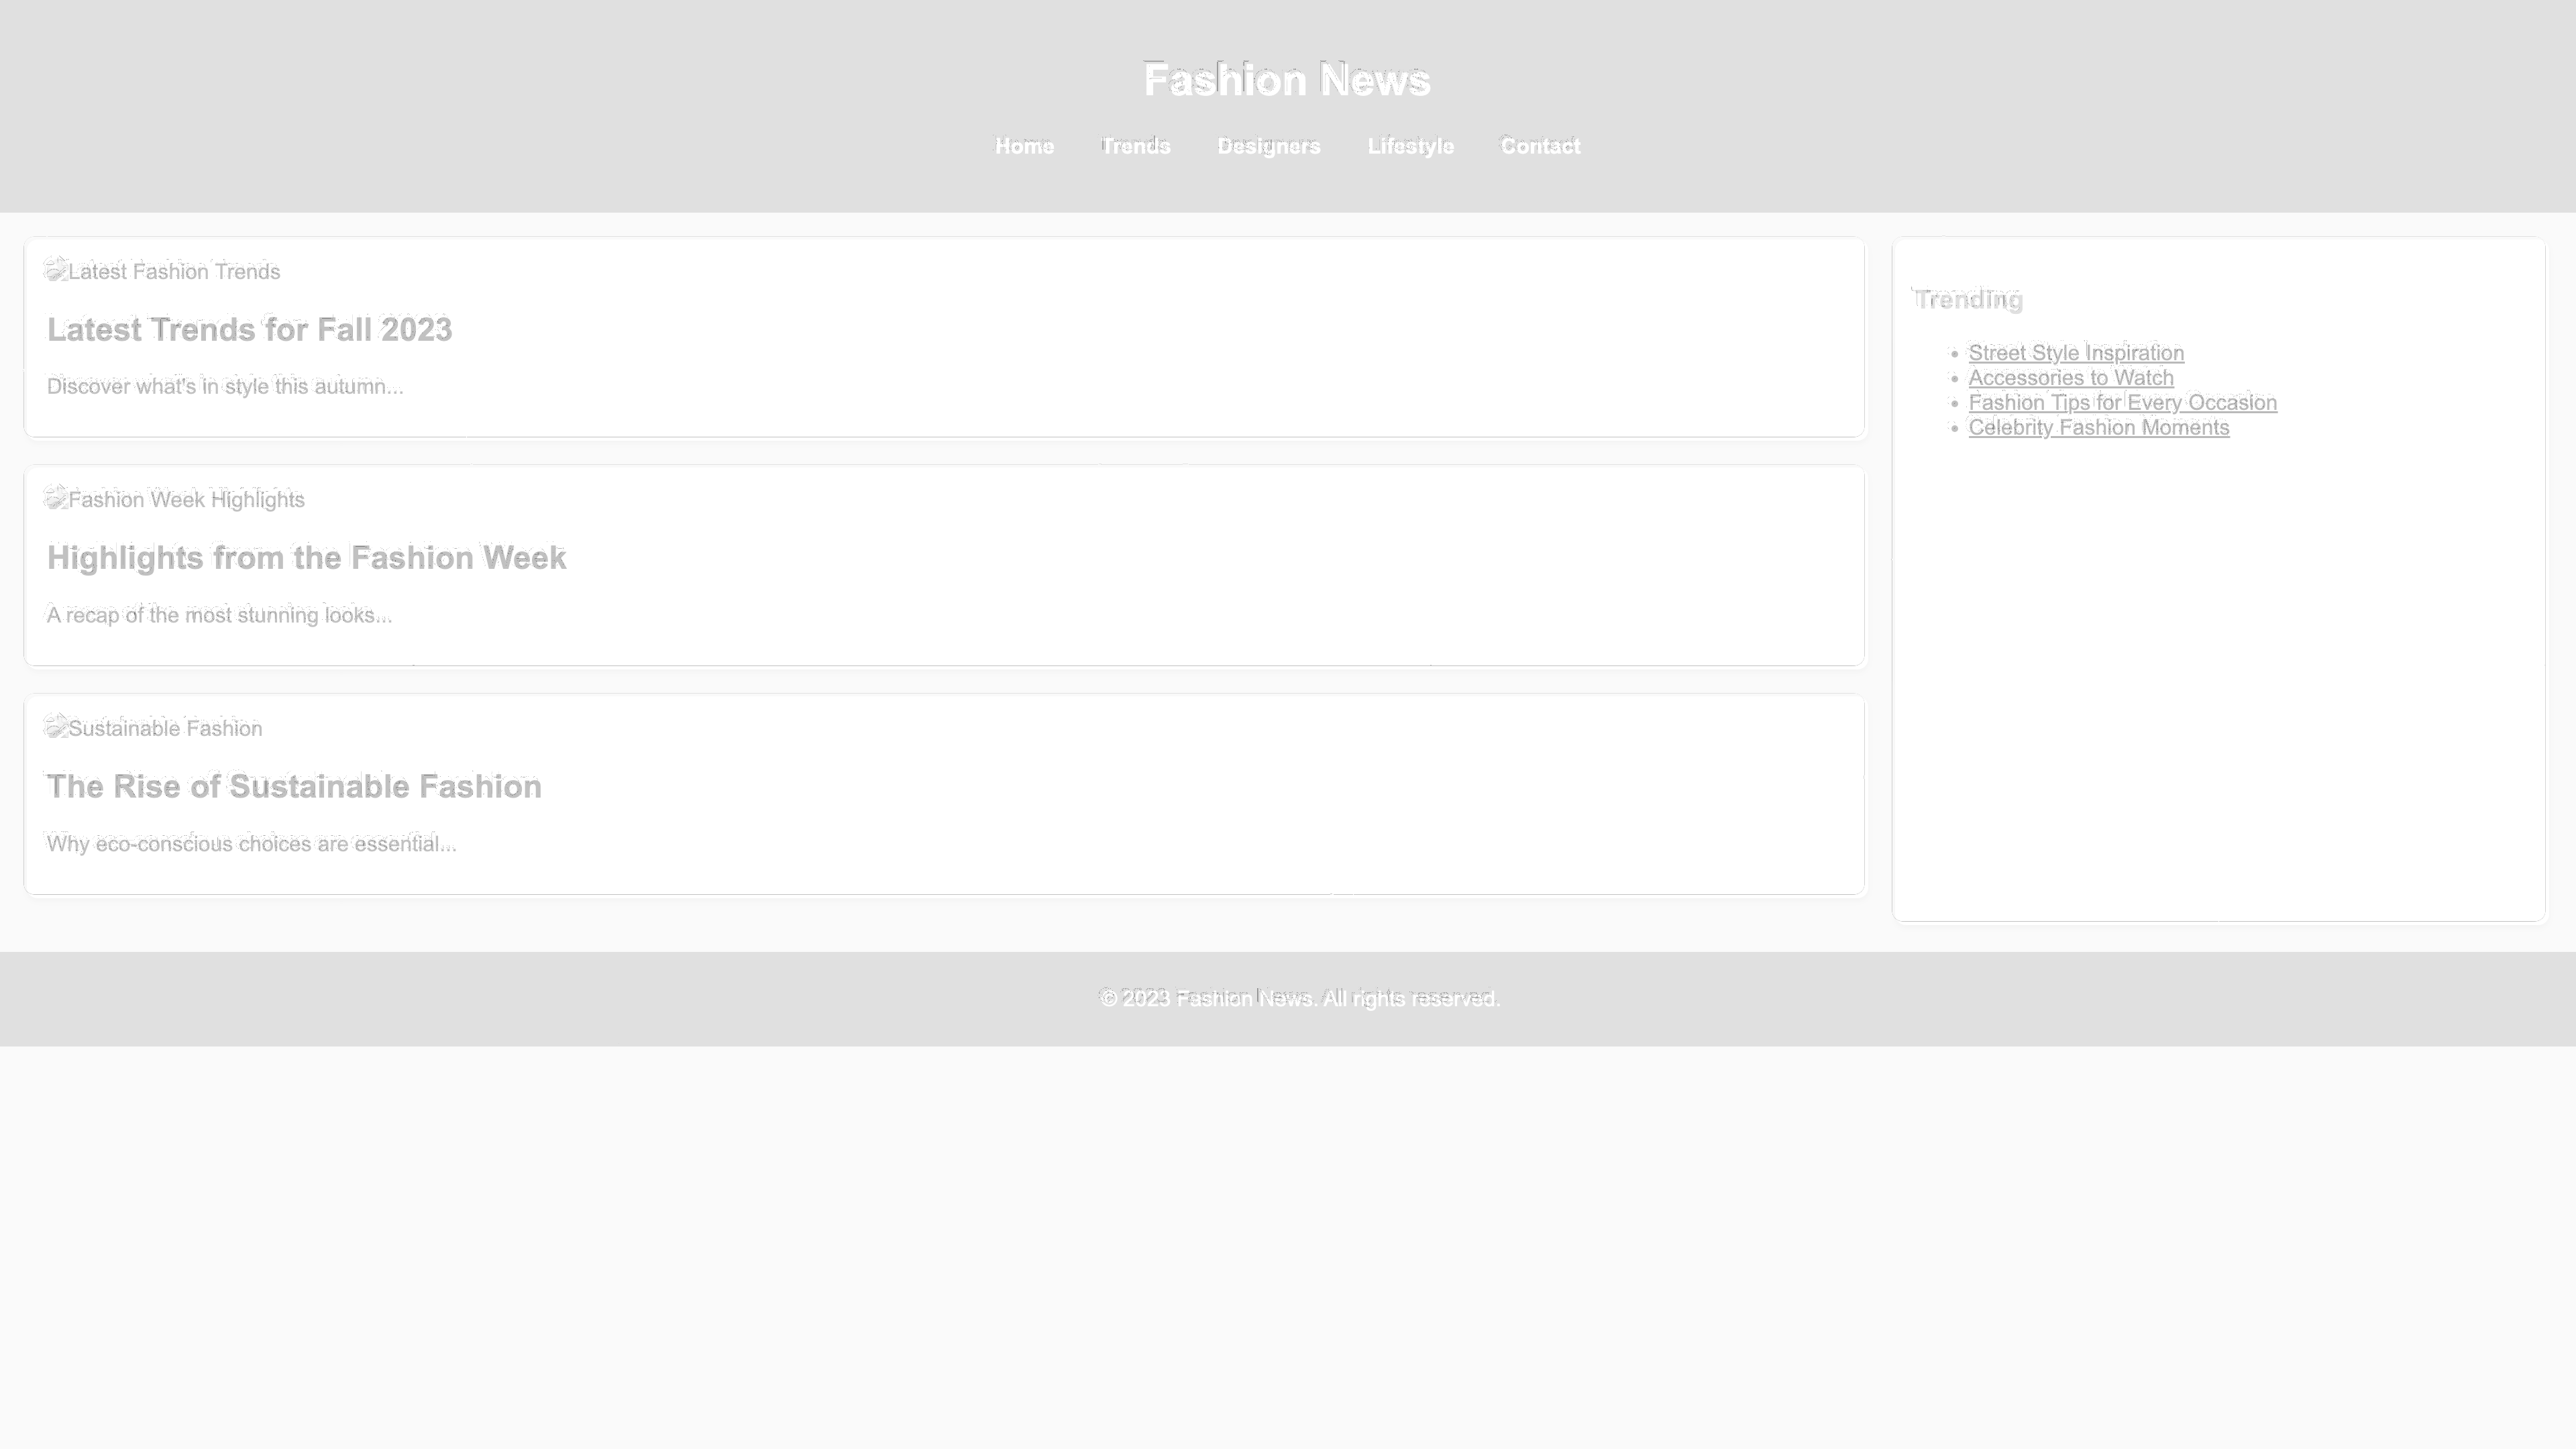 Fashion News
Home Trends Designers Lifestyle Contact
Latest Fashion Trends
Latest Trends for Fall 2023
Discover what's in style this autumn...
Fashion Week Highlights
Highlights from the Fashion Week
A recap of the most stunning looks...
Sustainable Fashion
The Rise of Sustainable Fashion
Why eco-conscious choices are essential...
Trending
Street Style Inspiration
Accessories to Watch
Fashion Tips for Every Occasion
Celebrity Fashion Moments
© 2023 Fashion News. All rights reserved.